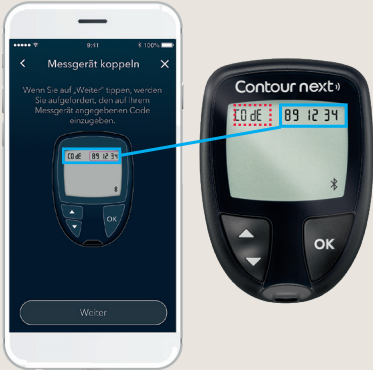 9:41
100%
Messgerät koppeln
Wenn Sie auf „Weiter“ tippen, werden
Sie aufgefordert, den auf Ihrem
Messgerät angegebenen Code
einzugeben.
CODE 89 12 34
OK
Weiter
Contour next
CODE 89 12 34
OK